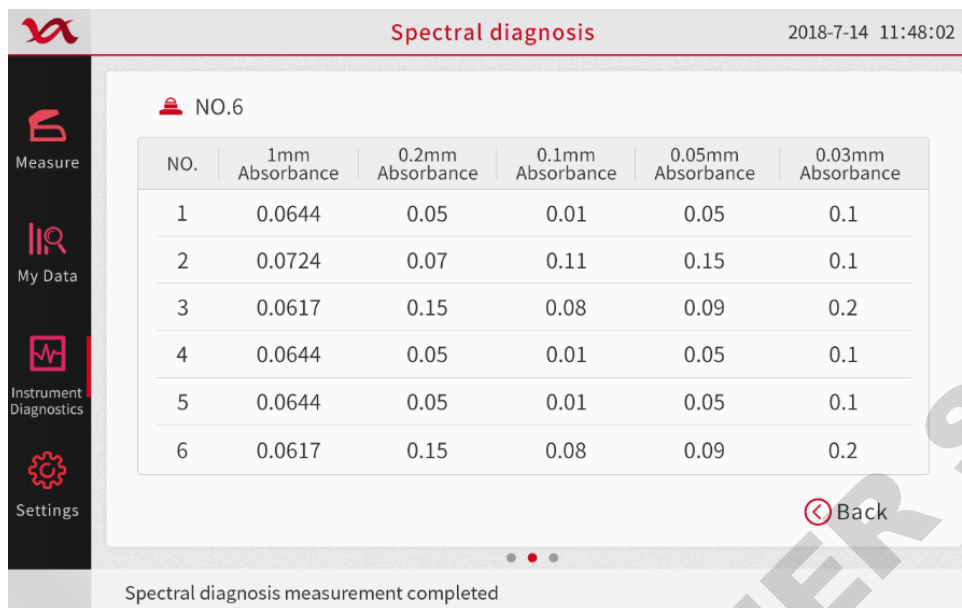 Spectral diagnosis 2018-7-14 11:48:02
NO.6
Measure
My Data
Instrument
Diagnostics
Settings
NO. 1mm Absorbance 0.2mm Absorbance 0.1mm Absorbance 0.05mm Absorbance 0.03mm Absorbance
1 0.0644 0.05 0.01 0.05 0.1
2 0.0724 0.07 0.11 0.15 0.1
3 0.0617 0.15 0.08 0.09 0.2
4 0.0644 0.05 0.01 0.05 0.1
5 0.0644 0.05 0.01 0.05 0.1
6 0.0617 0.15 0.08 0.09 0.2
Back
Spectral diagnosis measurement completed